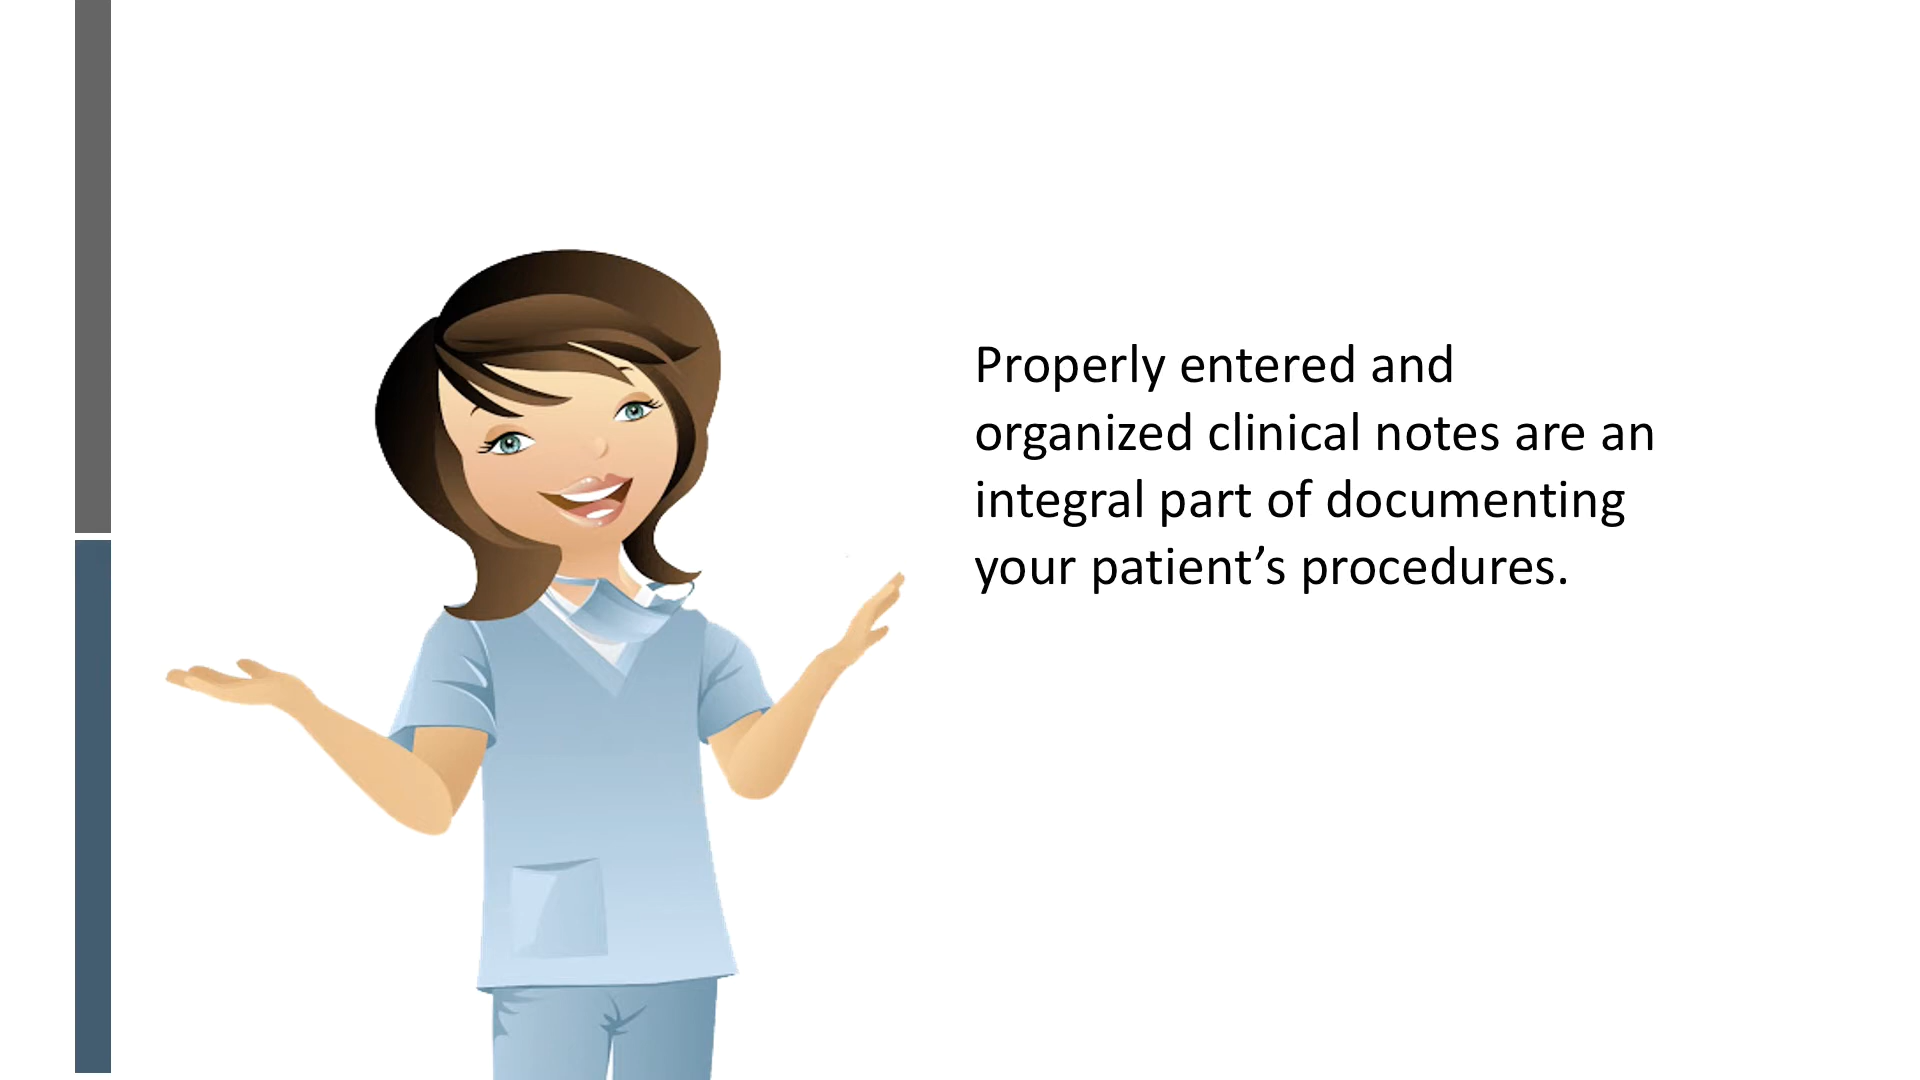 Properly entered and
organized clinical notes are an
integral part of documenting
your patient’s procedures.